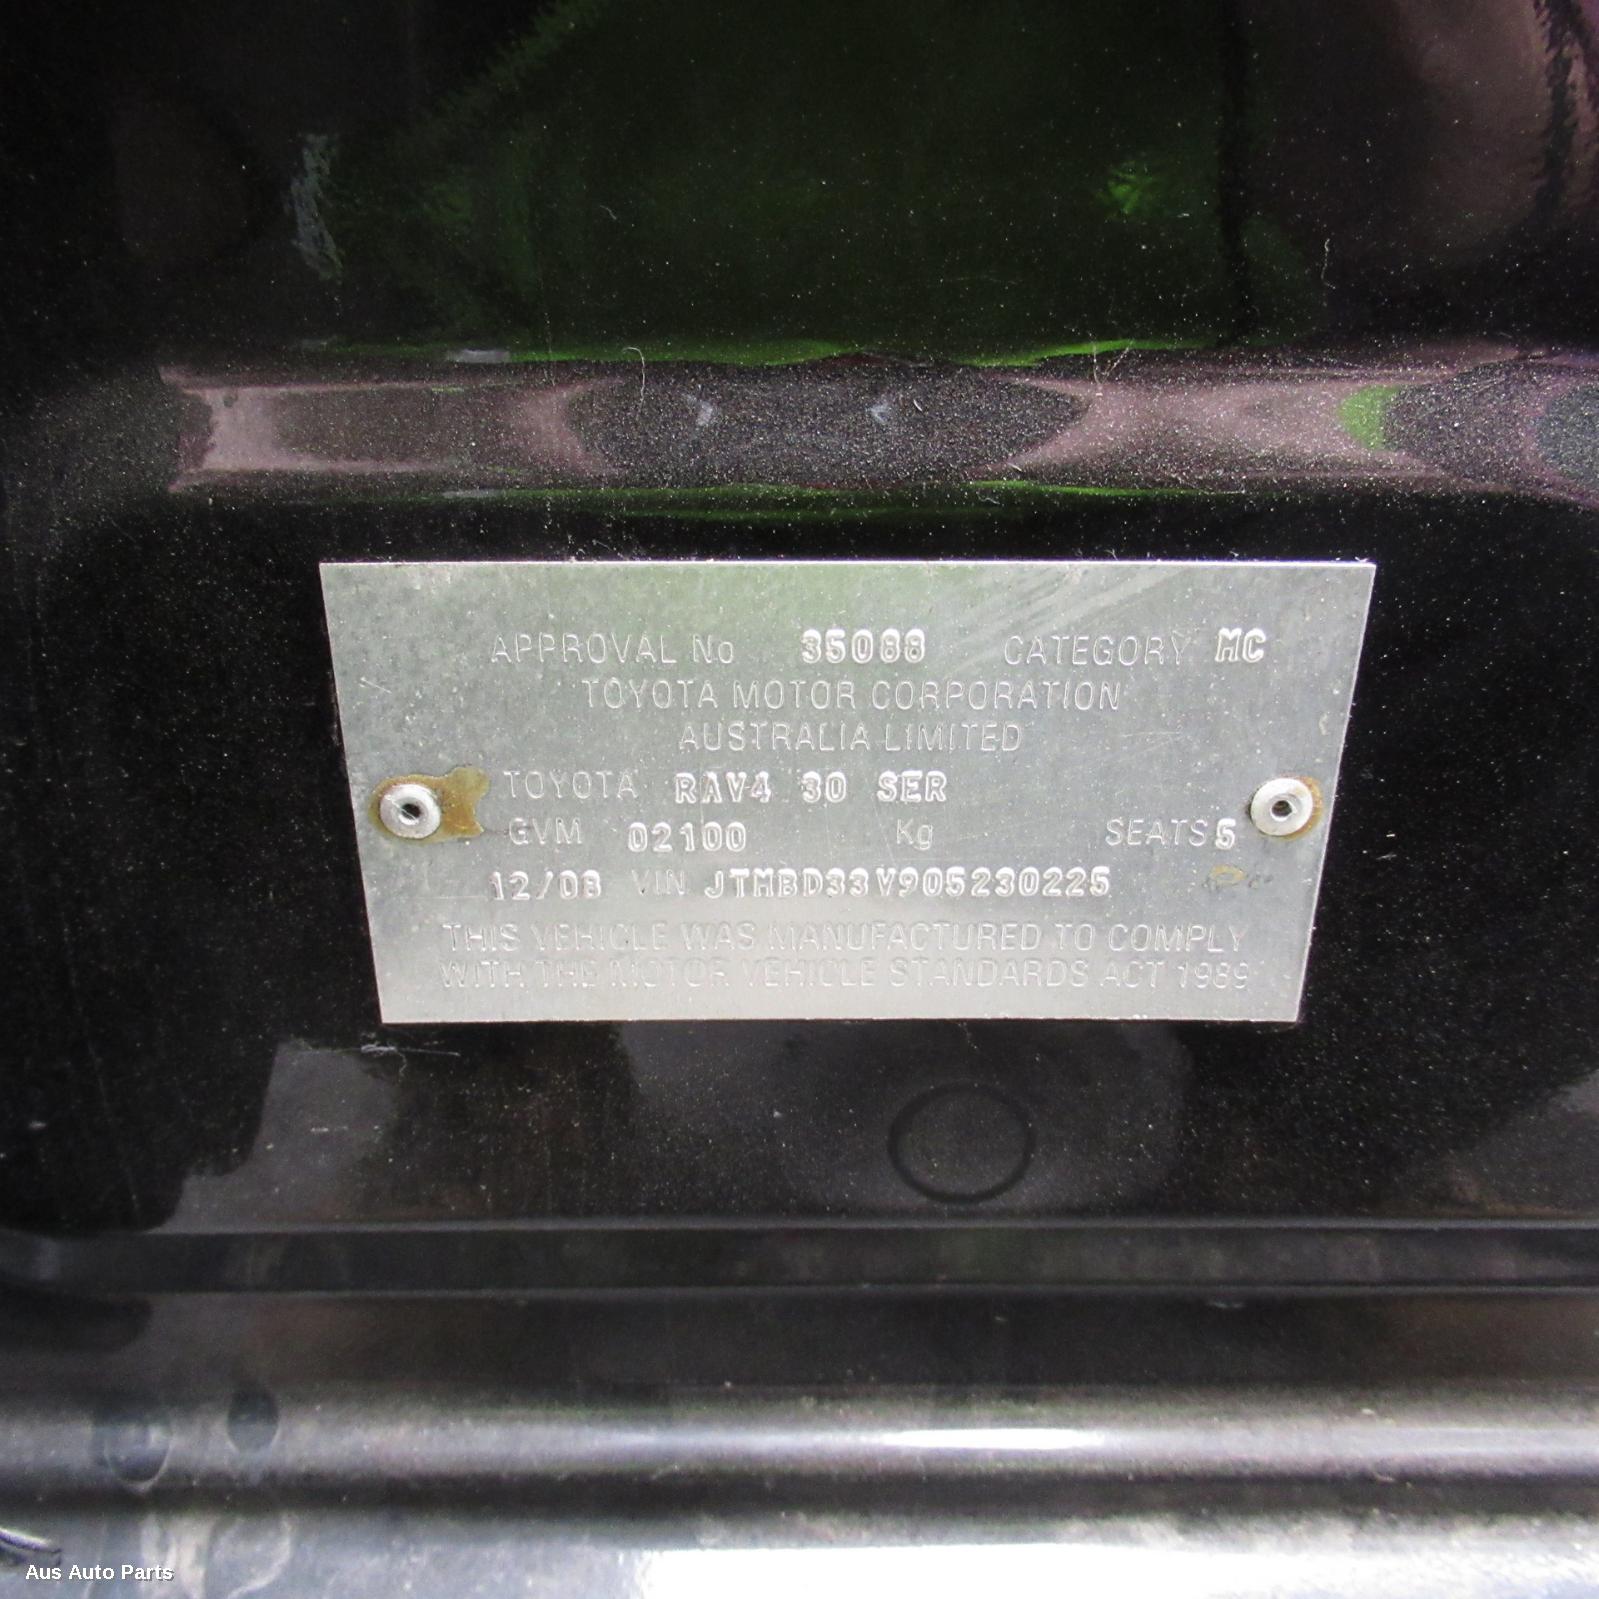 APPROVAL No 35088 CATEGORY MC
TOYOTA MOTOR CORPORATION
AUSTRALIA LIMITED
TOYOTA RAV4 30 SER
GVM 02100 Kg SEATS 5
12/08 VIN JTMBD33V905230225
THIS VEHICLE WAS MANUFACTURED TO COMPLY
WITH THE MOTOR VEHICLE STANDARDS ACT 1989
Aus Auto Parts